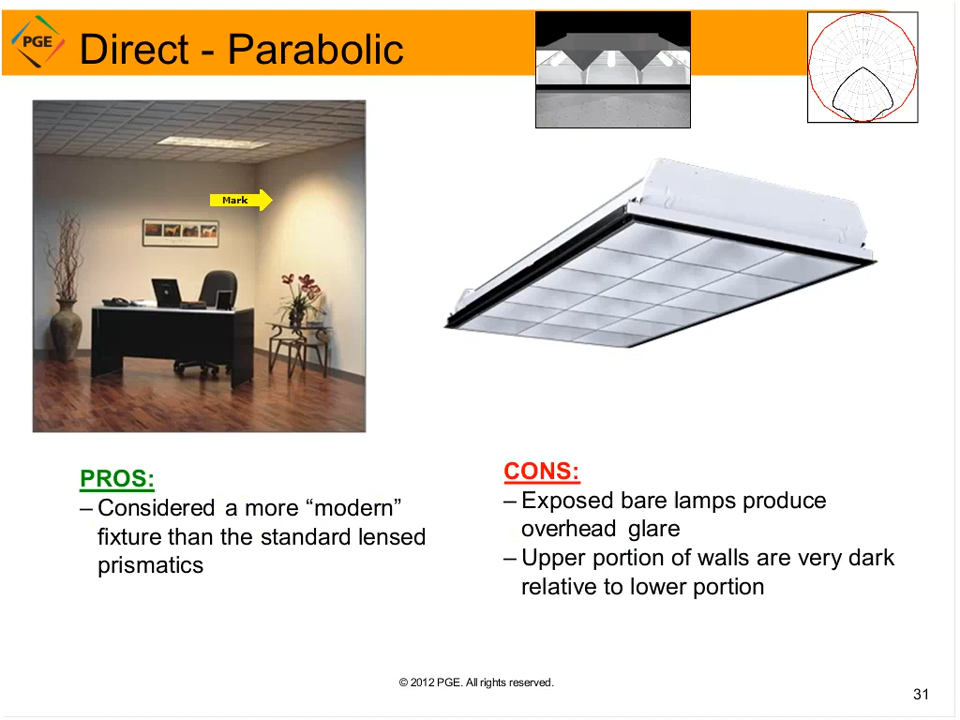 PGE
Direct - Parabolic
Mark
PROS:
– Considered a more “modern”
fixture than the standard lensed
prismatics
CONS:
– Exposed bare lamps produce
overhead glare
– Upper portion of walls are very dark
relative to lower portion
© 2012 PGE. All rights reserved.
31